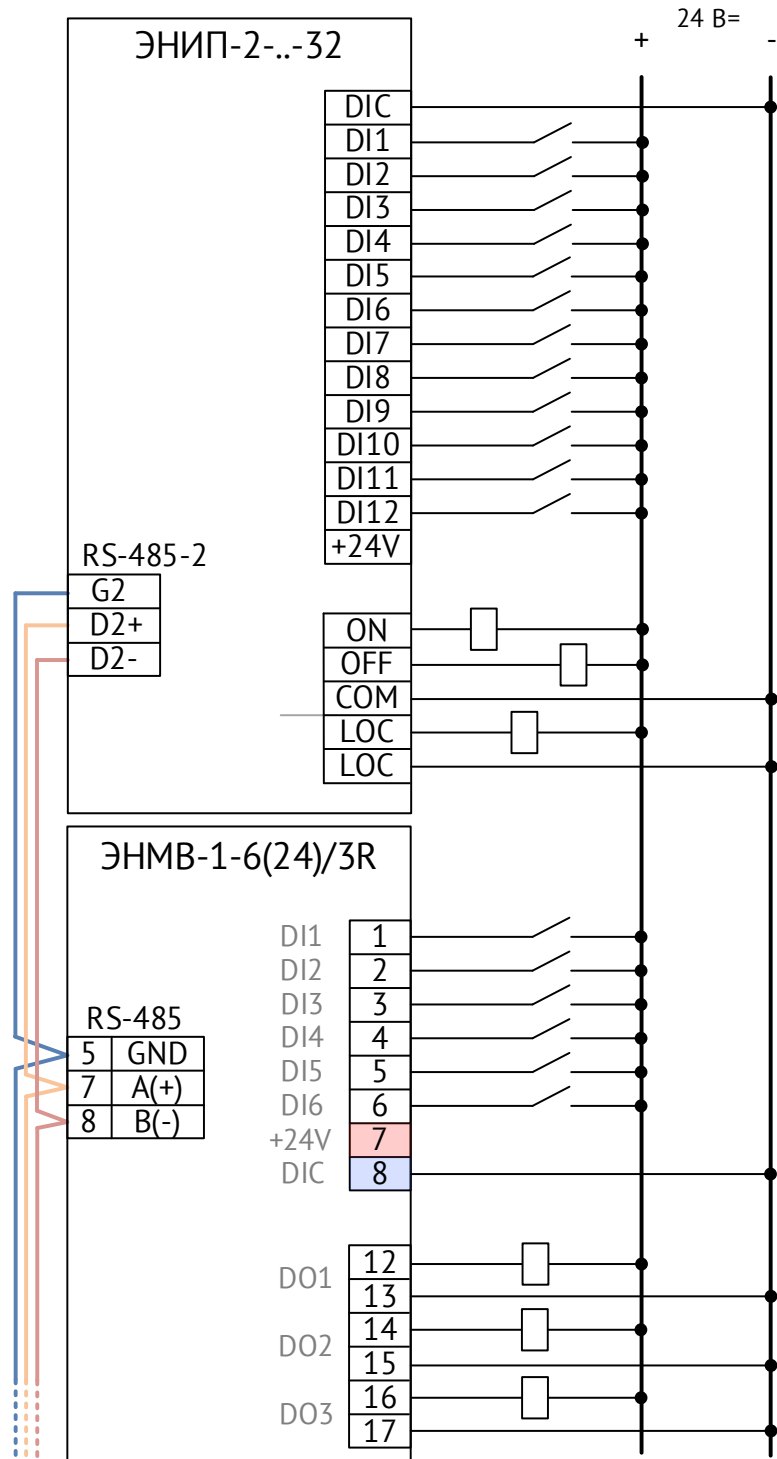 24 В=
+ -
ЭНИП-2-..-32
DIC
DI1
DI2
DI3
DI4
DI5
DI6
DI7
DI8
DI9
DI10
DI11
DI12
+24V
RS-485-2
G2
D2+
D2-
ON
OFF
COM
LOC
LOC
ЭНМВ-1-6(24)/3R
DI1 1
DI2 2
DI3 3
DI4 4
DI5 5
DI6 6
+24V 7
DIC 8
RS-485
5 GND
7 A(+)
8 B(-)
DO1 12
13
DO2 14
15
DO3 16
17